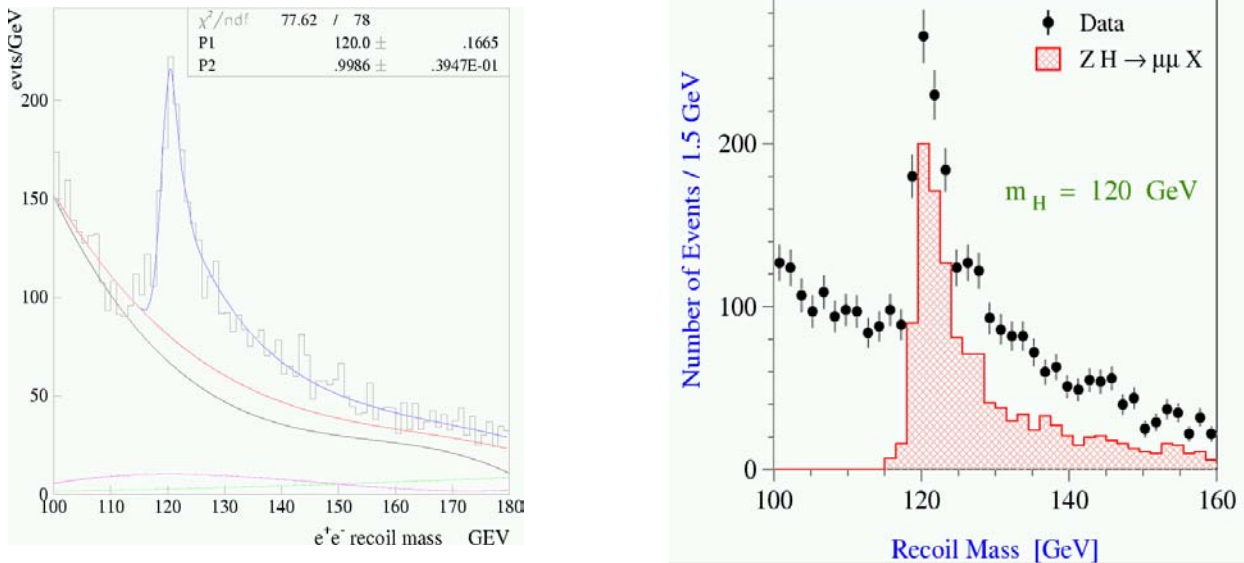 χ²/ndf 77.62 / 78
P1 120.0 ± .1665
P2 .9986 ± .3947E-01
evts/GeV
200
150
100
50
0
100 110 120 130 140 150 160 170 180
e⁺e⁻ recoil mass GEV
Data
Z H → μμ X
m_H = 120 GeV
Number of Events / 1.5 GeV
200
100
0
100 120 140 160
Recoil Mass [GeV]